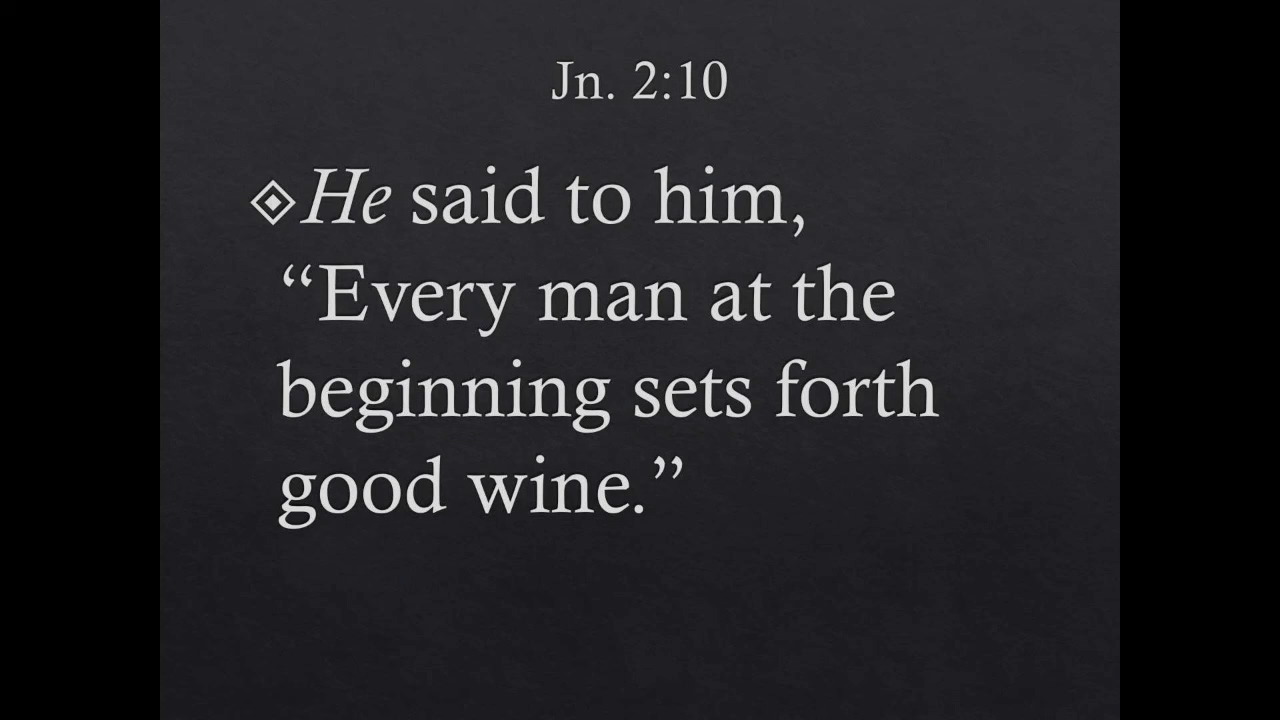 Jn. 2:10
He said to him,
“Every man at the
beginning sets forth
good wine.”